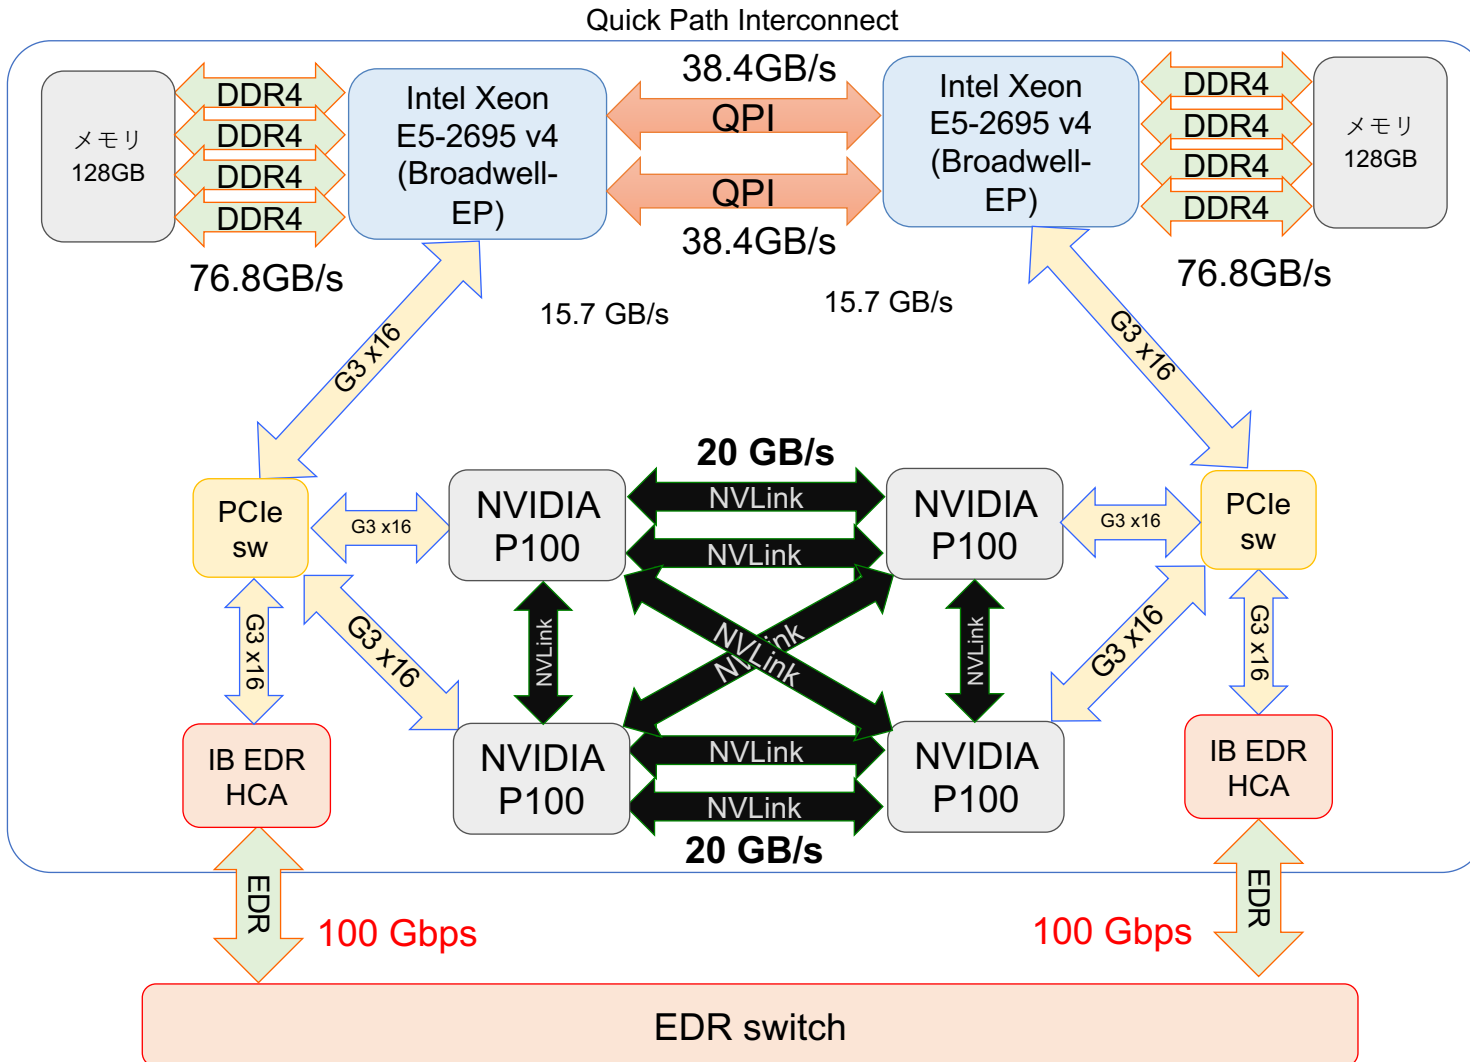 Quick Path Interconnect
メモリ
128GB
DDR4
DDR4
DDR4
DDR4
76.8GB/s
Intel Xeon
E5-2695 v4
(Broadwell-
EP)
38.4GB/s
QPI
QPI
38.4GB/s
Intel Xeon
E5-2695 v4
(Broadwell-
EP)
DDR4
DDR4
DDR4
DDR4
76.8GB/s
メモリ
128GB
15.7 GB/s
15.7 GB/s
G3 x16
G3 x16
20 GB/s
PCIe
sw
G3 x16
NVIDIA
P100
NVLink
NVLink
NVIDIA
P100
G3 x16
PCIe
sw
G3 x16
G3 x16
NVLink
NVLink
NVLink
NVLink
G3 x16
G3 x16
IB EDR
HCA
NVIDIA
P100
NVLink
NVLink
NVIDIA
P100
IB EDR
HCA
20 GB/s
EDR
100 Gbps
100 Gbps
EDR
EDR switch